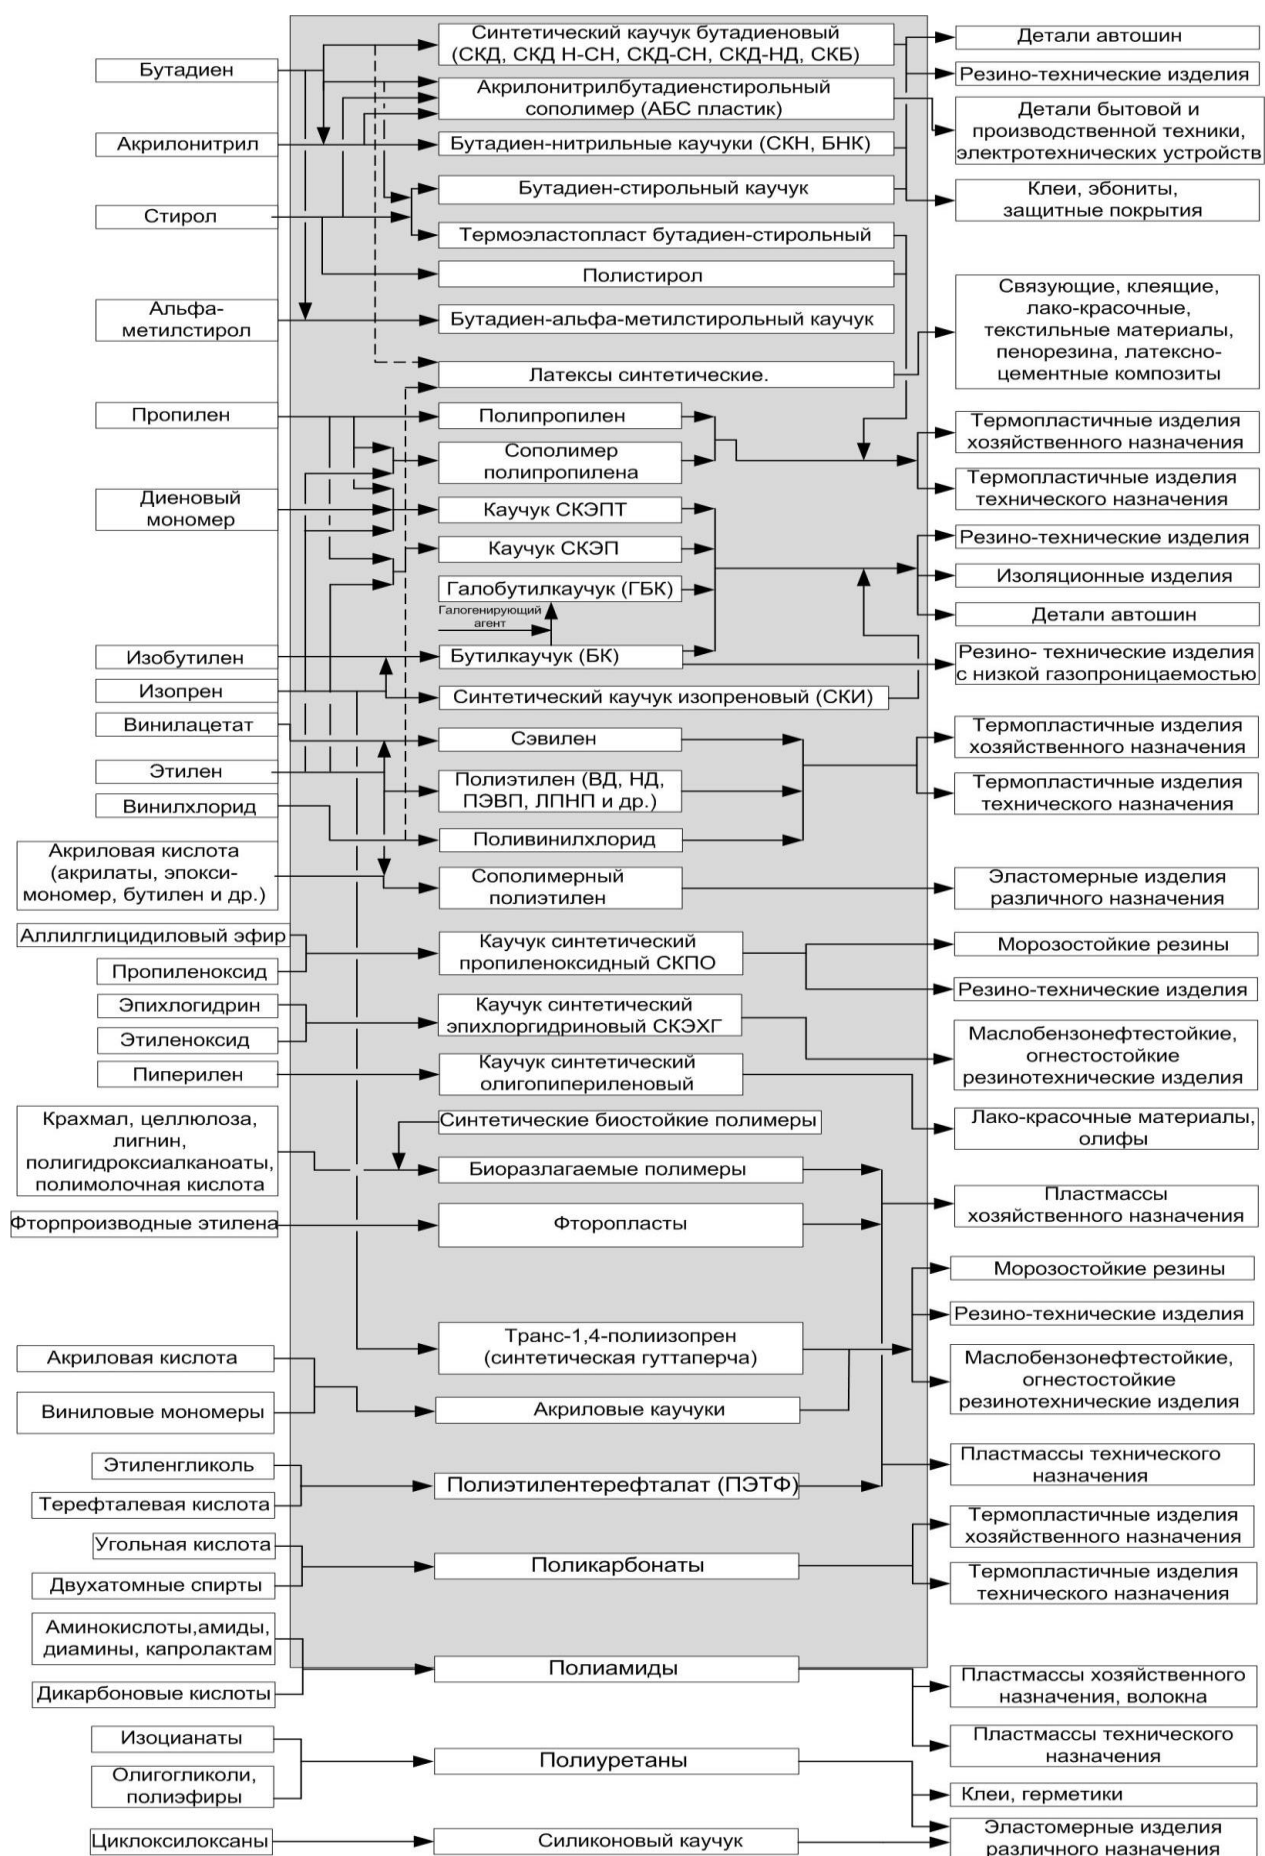 Бутадиен
Акрилонитрил
Стирол
Альфа-
метилстирол
Пропилен
Диеновый
мономер
Изобутилен
Изопрен
Винилацетат
Этилен
Винилхлорид
Акриловая кислота
(акрилаты, эпокси-
мономер, бутилен и др.)
Аллилглицидиловый эфир
Пропиленоксид
Эпихлогидрин
Этиленоксид
Пиперилен
Крахмал, целлюлоза,
лигнин,
полигидроксиалканоаты,
полимолочная кислота
Фторпроизводные этилена
Акриловая кислота
Виниловые мономеры
Этиленгликоль
Терефталевая кислота
Угольная кислота
Двухатомные спирты
Аминокислоты,амиды,
диамины, капролактам
Дикарбоновые кислоты
Изоцианаты
Олигогликоли,
полиэфиры
Циклоксилоксаны
Синтетический каучук бутадиеновый
(СКД, СКД Н-СН, СКД-СН, СКД-НД, СКБ)
Акрилонитрилбутадиенстирольный
сополимер (АБС пластик)
Бутадиен-нитрильные каучуки (СКН, БНК)
Бутадиен-стирольный каучук
Термоэластопласт бутадиен-стирольный
Полистирол
Бутадиен-альфа-метилстирольный каучук
Латексы синтетические.
Полипропилен
Сополимер
полипропилена
Каучук СКЭПТ
Каучук СКЭП
Галобутилкаучук (ГБК)
Галогенирующий
агент
Бутилкаучук (БК)
Синтетический каучук изопреновый (СКИ)
Сэвилен
Полиэтилен (ВД, НД,
ПЭВП, ЛПНП и др.)
Поливинилхлорид
Сополимерный
полиэтилен
Каучук синтетический
пропиленоксидный СКПО
Каучук синтетический
эпихлоргидриновый СКЭХГ
Каучук синтетический
олигопипериленовый
Синтетические биостойкие полимеры
Биоразлагаемые полимеры
Фторопласты
Транс-1,4-полиизопрен
(синтетическая гуттаперча)
Акриловые каучуки
Полиэтилентерефталат (ПЭТФ)
Поликарбонаты
Полиамиды
Полиуретаны
Силиконовый каучук
Детали автошин
Резино-технические изделия
Детали бытовой и
производственной техники,
электротехнических устройств
Клеи, эбониты,
защитные покрытия
Связующие, клеящие,
лако-красочные,
текстильные материалы,
пенорезина, латексно-
цементные композиты
Термопластичные изделия
хозяйственного назначения
Термопластичные изделия
технического назначения
Резино-технические изделия
Изоляционные изделия
Детали автошин
Резино- технические изделия
с низкой газопроницаемостью
Термопластичные изделия
хозяйственного назначения
Термопластичные изделия
технического назначения
Эластомерные изделия
различного назначения
Морозостойкие резины
Резино-технические изделия
Маслобензонефтестойкие,
огнестостойкие
резинотехнические изделия
Лако-красочные материалы,
олифы
Пластмассы
хозяйственного назначения
Морозостойкие резины
Резино-технические изделия
Маслобензонефтестойкие,
огнестостойкие
резинотехнические изделия
Пластмассы технического
назначения
Термопластичные изделия
хозяйственного назначения
Термопластичные изделия
технического назначения
Пластмассы хозяйственного
назначения, волокна
Пластмассы технического
назначения
Клеи, герметики
Эластомерные изделия
различного назначения